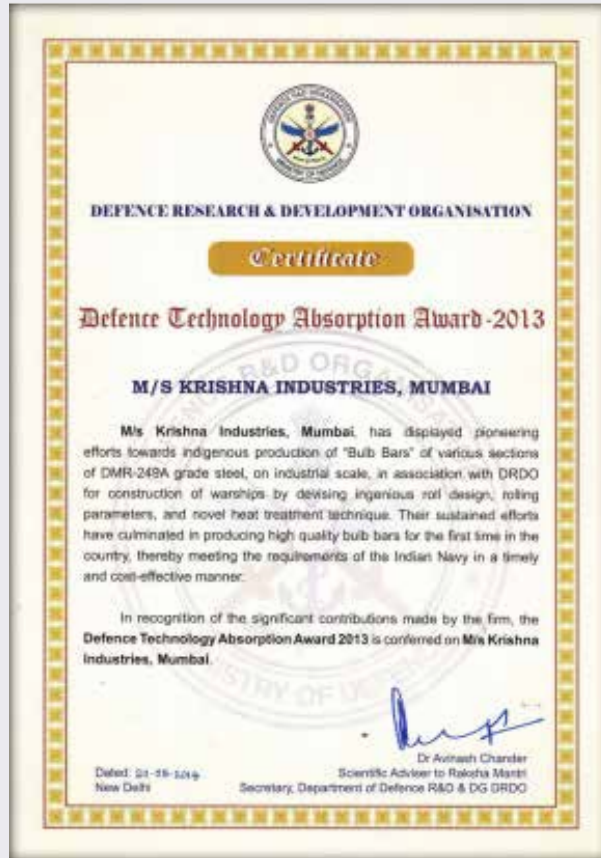 DEFENCE RESEARCH & DEVELOPMENT ORGANISATION
Certificate
Defence Technology Absorption Award-2013
M/S KRISHNA INDUSTRIES, MUMBAI
M/s Krishna Industries, Mumbai, has displayed pioneering
efforts towards indigenous production of "Bulb Bars" of various sections
of DMR-249A grade steel, on industrial scale, in association with DRDO
for construction of warships by devising ingenious roll design, rolling
parameters, and novel heat treatment technique. Their sustained efforts
have culminated in producing high quality bulb bars for the first time in the
country, thereby meeting the requirements of the Indian Navy in a timely
and cost-effective manner.
In recognition of the significant contributions made by the firm, the
Defence Technology Absorption Award 2013 is conferred on M/s Krishna
Industries, Mumbai.
Dr Avinash Chander
Dated: Scientific Adviser to Raksha Mantri
New Delhi Secretary, Department of Defence R&D & DG DRDO